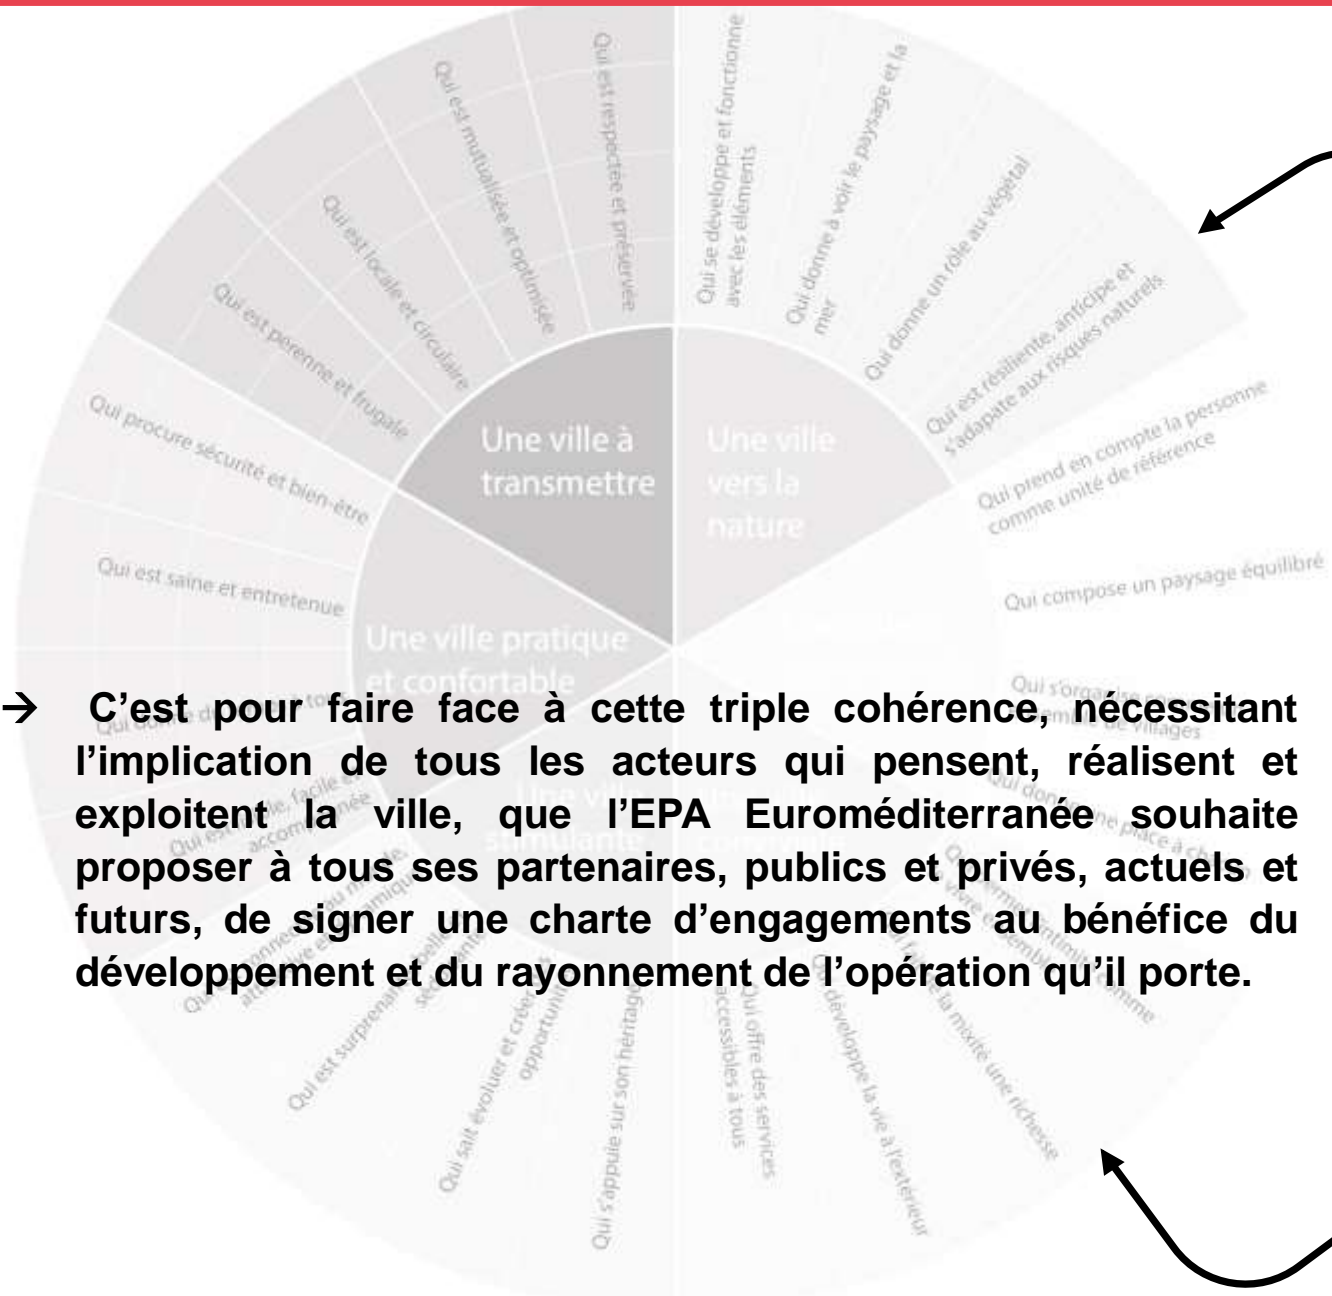 Qui est respectée et préservée
Qui est mutualisée et optimisée
Qui est locale et circulaire
Qui est perenne et frugale
Qui procure sécurité et bien-être
Qui est saine et entretenue
Qui se développe et fonctionne
avec les éléments
Qui donne à voir le paysage et la
mer
Qui donne un rôle au végétal
Qui est résiliente, anticipe et
s'adapate aux risques naturels
Qui prend en compte la personne
comme unité de référence
Qui compose un paysage équilibré
Qui s'organise
villages
Une ville à
transmettre
Une ville
vers la
nature
Une ville pratique
et confortable
Une ville
stimulante
→ C’est pour faire face à cette triple cohérence, nécessitant
l’implication de tous les acteurs qui pensent, réalisent et
exploitent la ville, que l’EPA Euroméditerranée souhaite
proposer à tous ses partenaires, publics et privés, actuels et
futurs, de signer une charte d’engagements au bénéfice du
développement et du rayonnement de l’opération qu’il porte.
Qui est
Qui sait évoluer et
Qui s'appuie sur son héritage
Qui offre des services
accessibles à tous
développe la vie à l'extérieur
la mixité une richesse